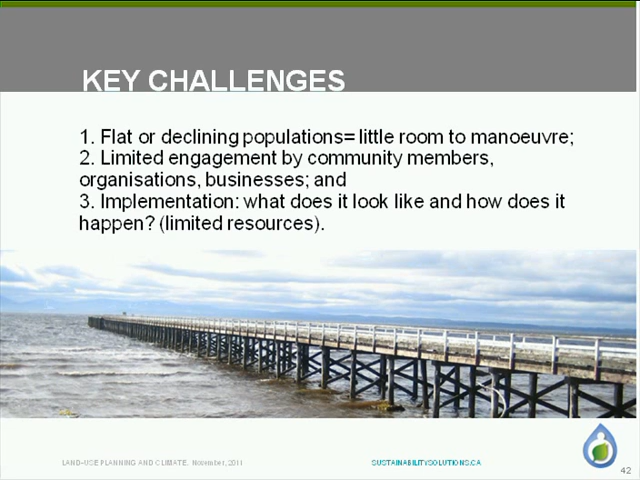 KEY CHALLENGES
1. Flat or declining populations= little room to manoeuvre;
2. Limited engagement by community members,
organisations, businesses; and
3. Implementation: what does it look like and how does it
happen? (limited resources).
LAND-USE PLANNING AND CLIMATE. November, 2011
SUSTAINABILITYSOLUTIONS.CA
42